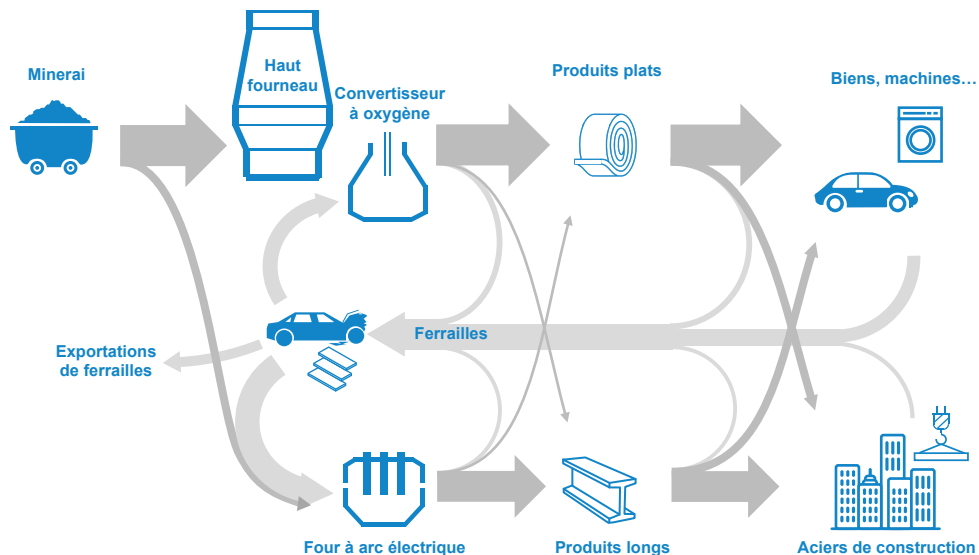 Minerai
Haut
fourneau
Convertisseur
à oxygène
Produits plats
Biens, machines…
Ferrailles
Exportations
de ferrailles
Four à arc électrique
Produits longs
Aciers de construction